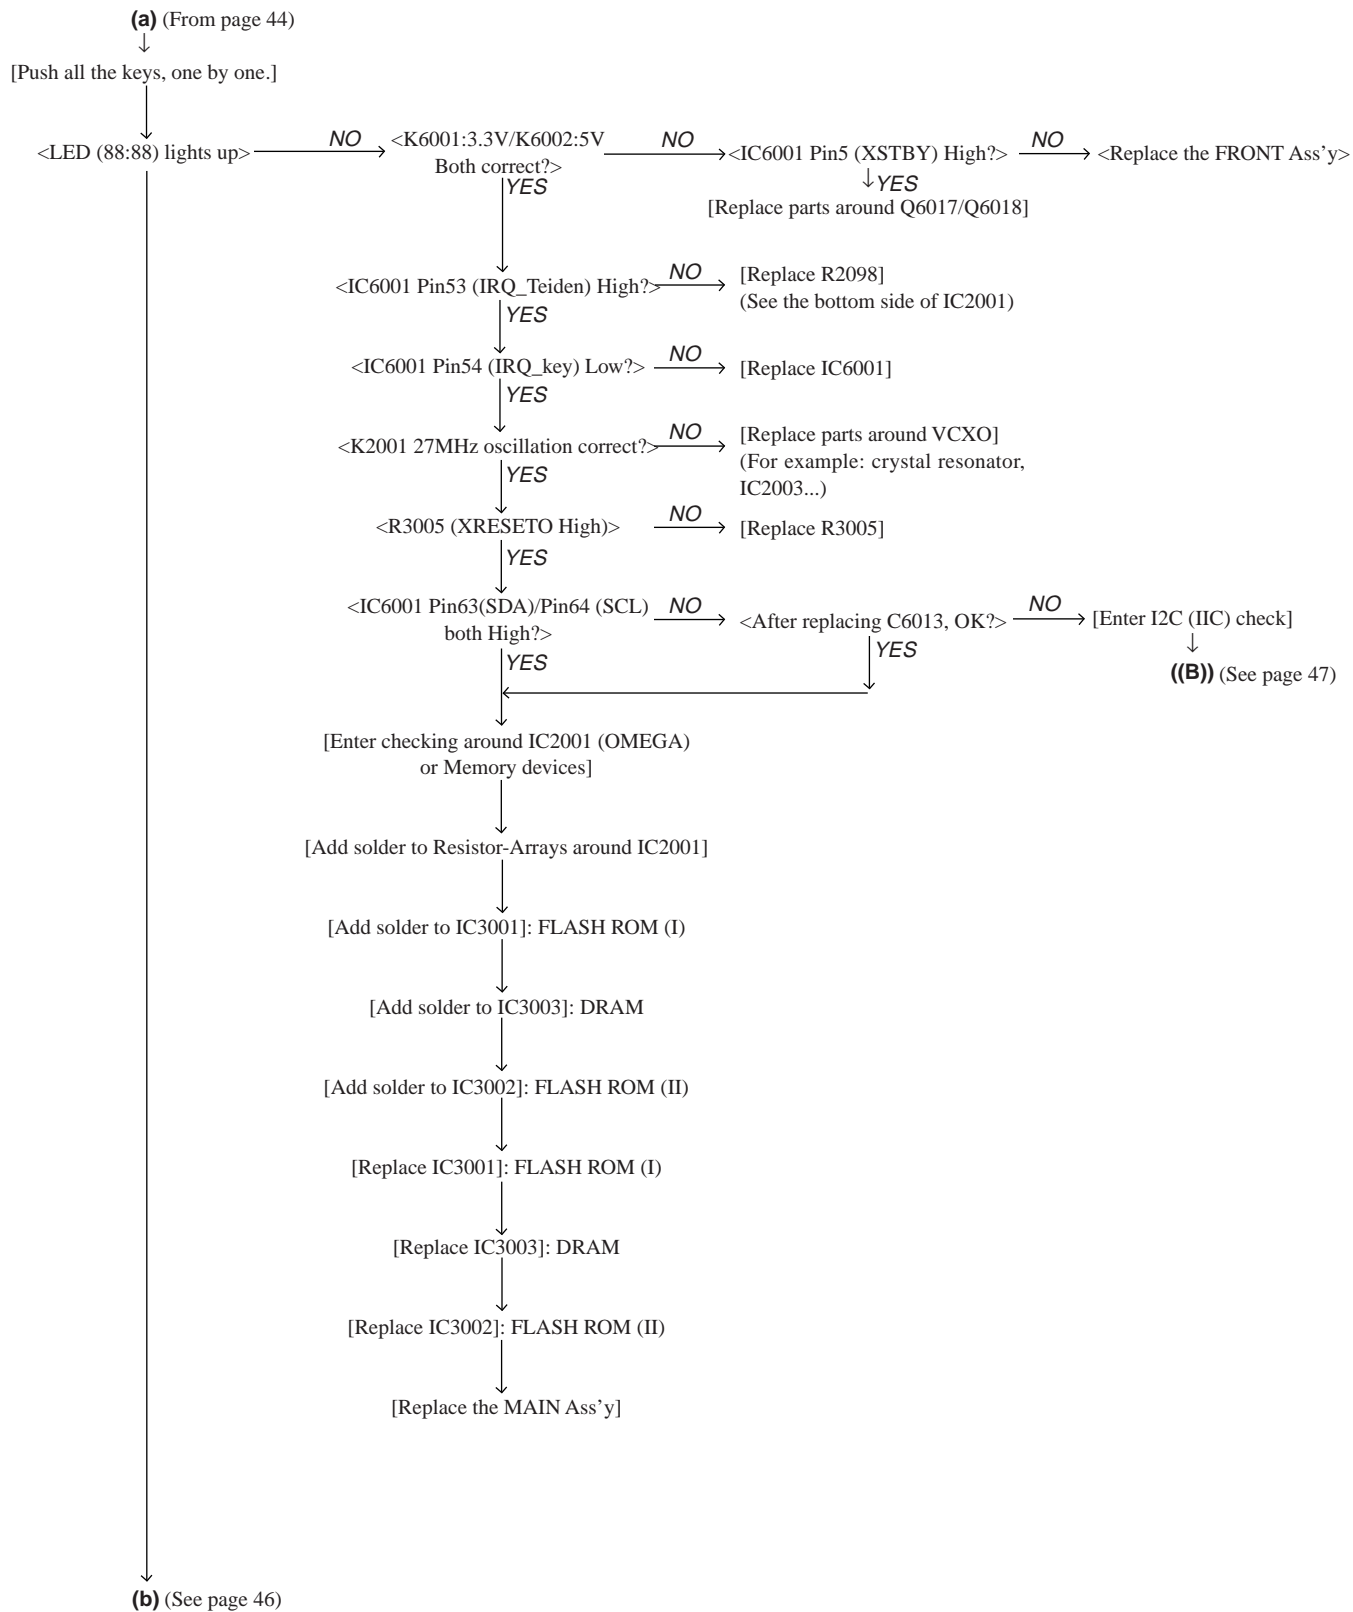 (a) (From page 44)
[Push all the keys, one by one.]
<LED (88:88) lights up>
NO
<K6001:3.3V/K6002:5V
Both correct?>
NO
<IC6001 Pin5 (XSTBY) High?>
NO
<Replace the FRONT Ass’y>
YES
YES
[Replace parts around Q6017/Q6018]
<IC6001 Pin53 (IRQ_Teiden) High?>
NO
[Replace R2098]
(See the bottom side of IC2001)
YES
<IC6001 Pin54 (IRQ_key) Low?>
NO
[Replace IC6001]
YES
<K2001 27MHz oscillation correct?>
NO
[Replace parts around VCXO]
(For example: crystal resonator,
IC2003...)
YES
<R3005 (XRESETO High)>
NO
[Replace R3005]
YES
<IC6001 Pin63(SDA)/Pin64 (SCL)
both High?>
NO
<After replacing C6013, OK?>
NO
[Enter I2C (IIC) check]
YES
YES
((B)) (See page 47)
[Enter checking around IC2001 (OMEGA)
or Memory devices]
[Add solder to Resistor-Arrays around IC2001]
[Add solder to IC3001]: FLASH ROM (I)
[Add solder to IC3003]: DRAM
[Add solder to IC3002]: FLASH ROM (II)
[Replace IC3001]: FLASH ROM (I)
[Replace IC3003]: DRAM
[Replace IC3002]: FLASH ROM (II)
[Replace the MAIN Ass’y]
(b) (See page 46)